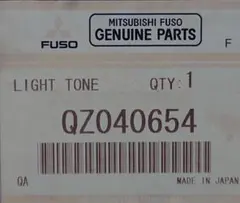 FUSO
MITSUBISHI FUSO
GENUINE PARTS
F
LIGHT TONE QTY:1
QZ040654
QA MADE IN JAPAN